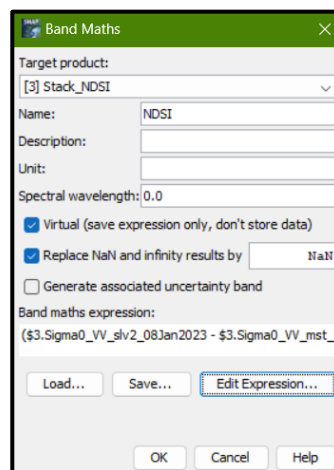 SNAP Band Maths
Target product:
[3] Stack_NDSI
Name: NDSI
Description:
Unit:
Spectral wavelength: 0.0
Virtual (save expression only, don't store data)
Replace NaN and infinity results by NaN
Generate associated uncertainty band
Band maths expression:
($3.Sigma0_VV_slv2_08Jan2023 - $3.Sigma0_VV_mst_
Load... Save... Edit Expression...
OK Cancel Help